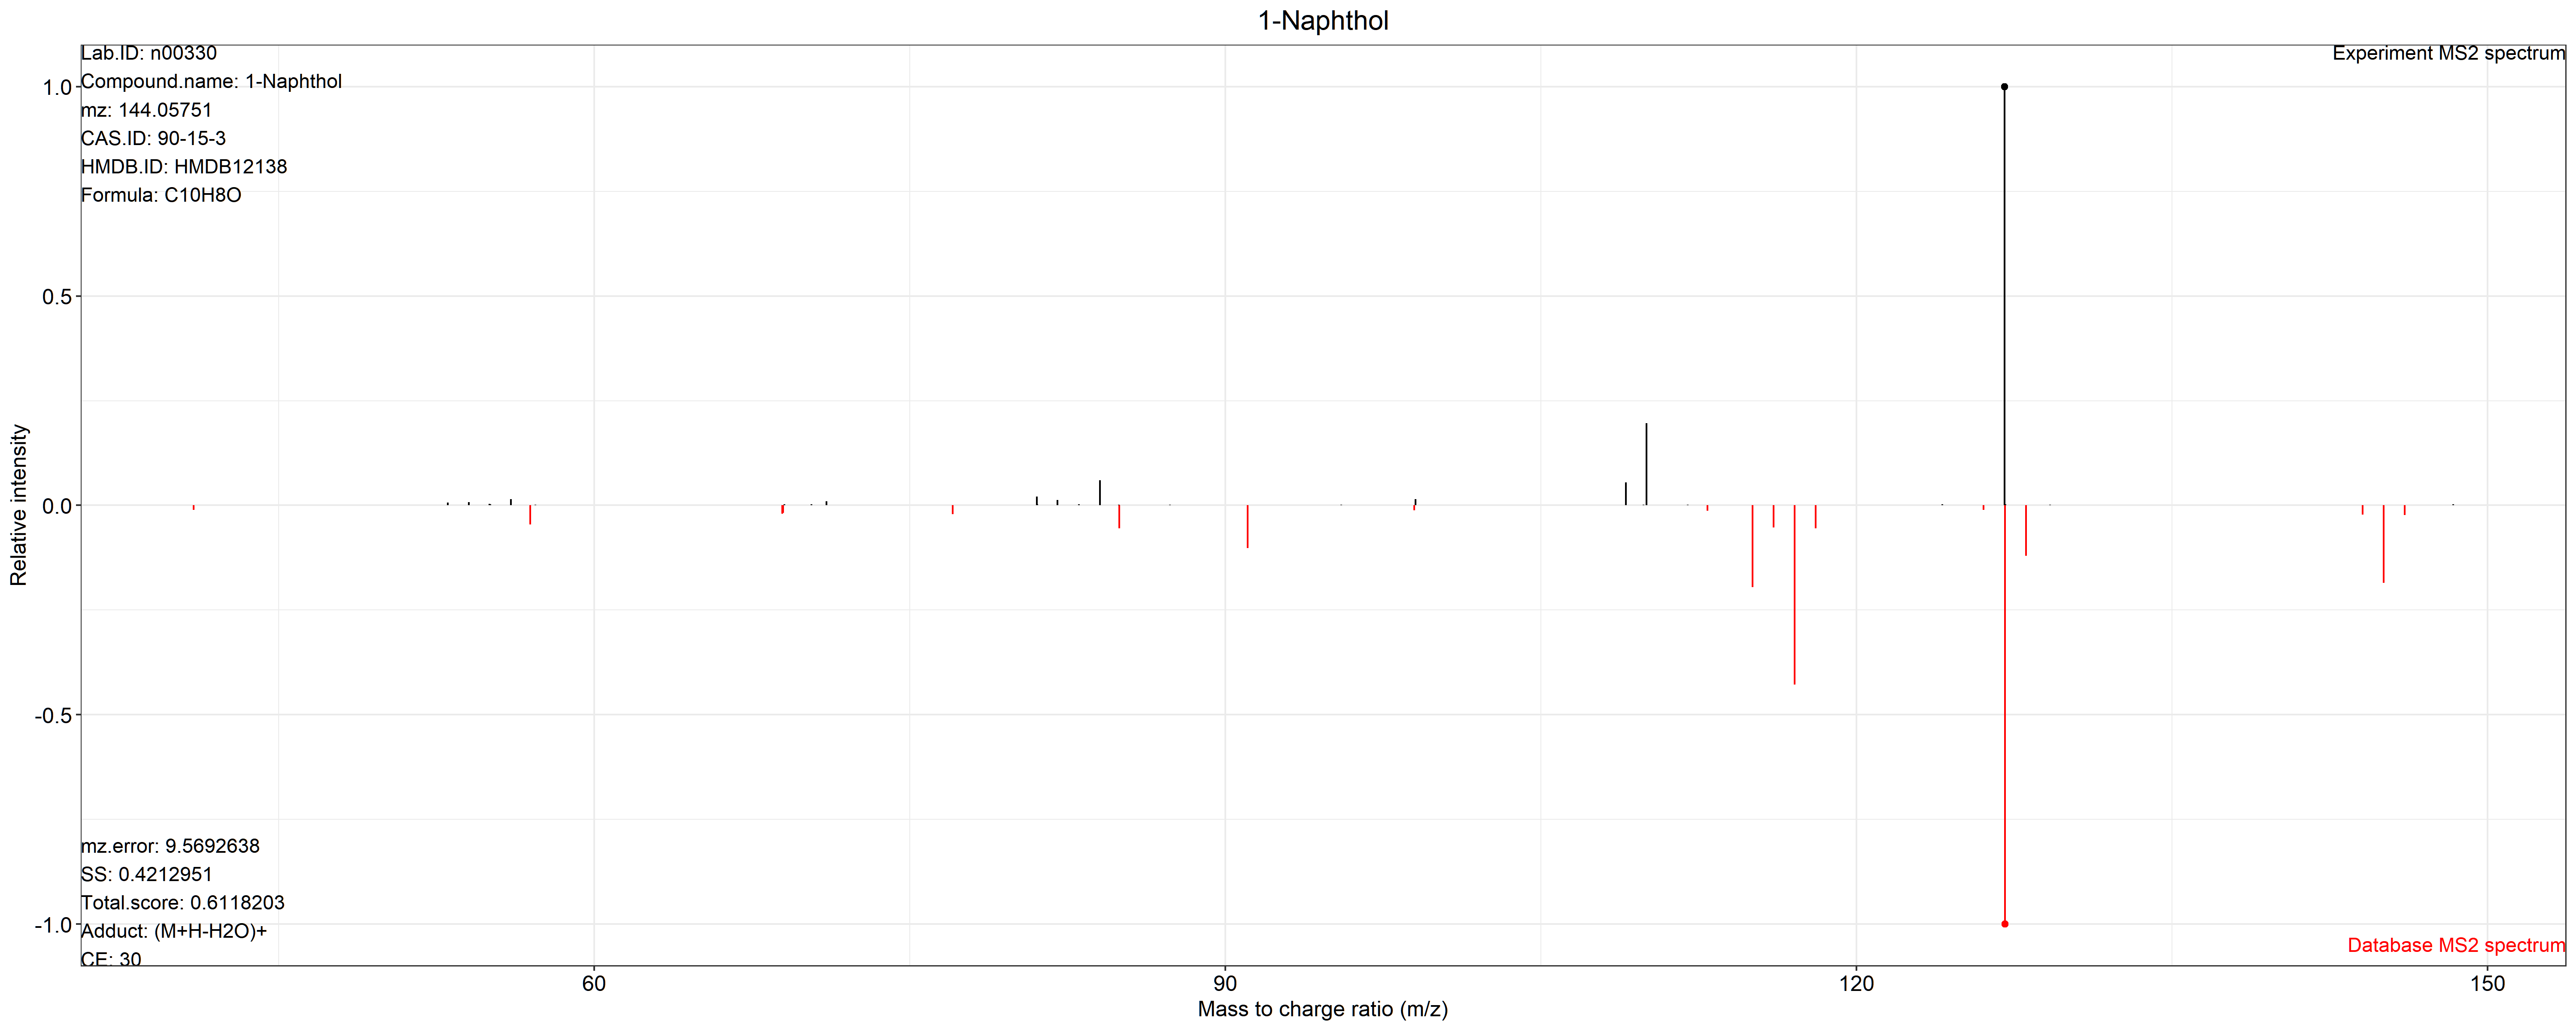 1-Naphthol
Lab.ID: n00330
Compound.name: 1-Naphthol
mz: 144.05751
CAS.ID: 90-15-3
HMDB.ID: HMDB12138
Formula: C10H8O
Experiment MS2 spectrum
1.0
0.5
0.0
-0.5
-1.0
Relative intensity
mz.error: 9.5692638
SS: 0.4212951
Total.score: 0.6118203
Adduct: (M+H-H2O)+
CE: 30
Database MS2 spectrum
60
90
120
150
Mass to charge ratio (m/z)